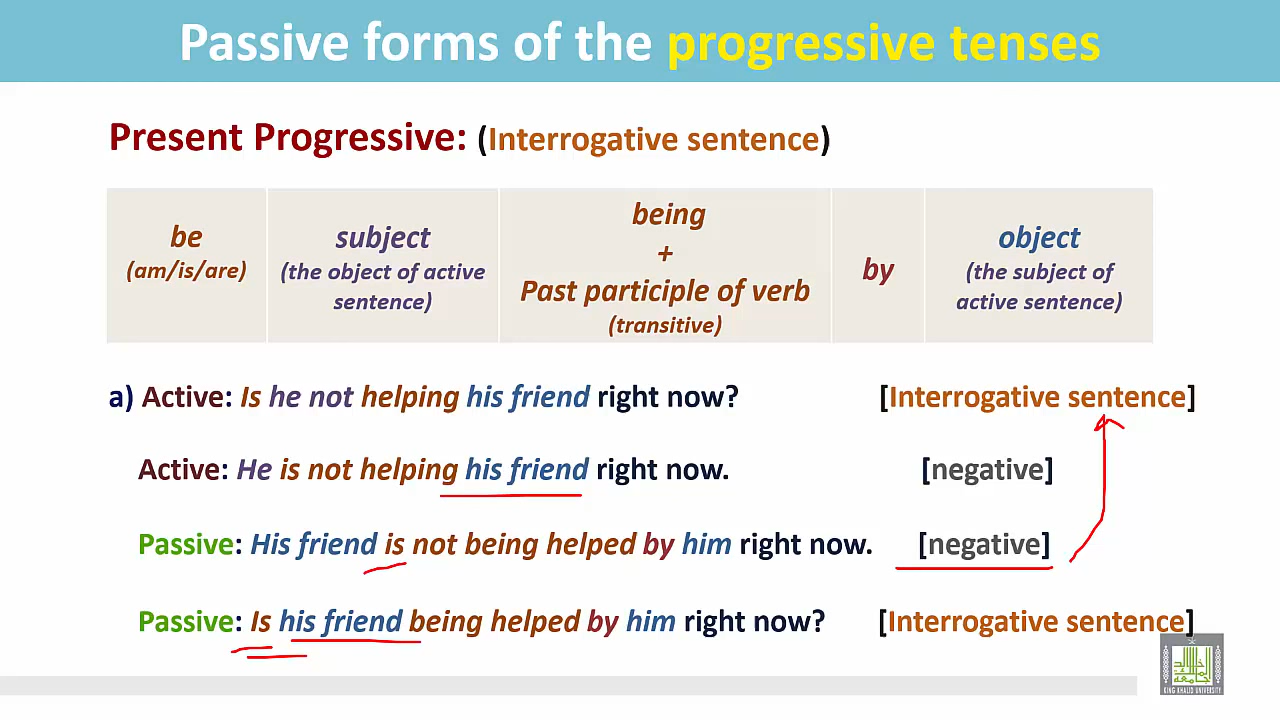 Passive forms of the progressive tenses
Present Progressive: (Interrogative sentence)
be
(am/is/are)
subject
(the object of active
sentence)
being
+
Past participle of verb
(transitive)
by
object
(the subject of
active sentence)
a) Active: Is he not helping his friend right now? [Interrogative sentence]
Active: He is not helping his friend right now. [negative]
Passive: His friend is not being helped by him right now. [negative]
Passive: Is his friend being helped by him right now? [Interrogative sentence]
KING KHALID UNIVERSITY